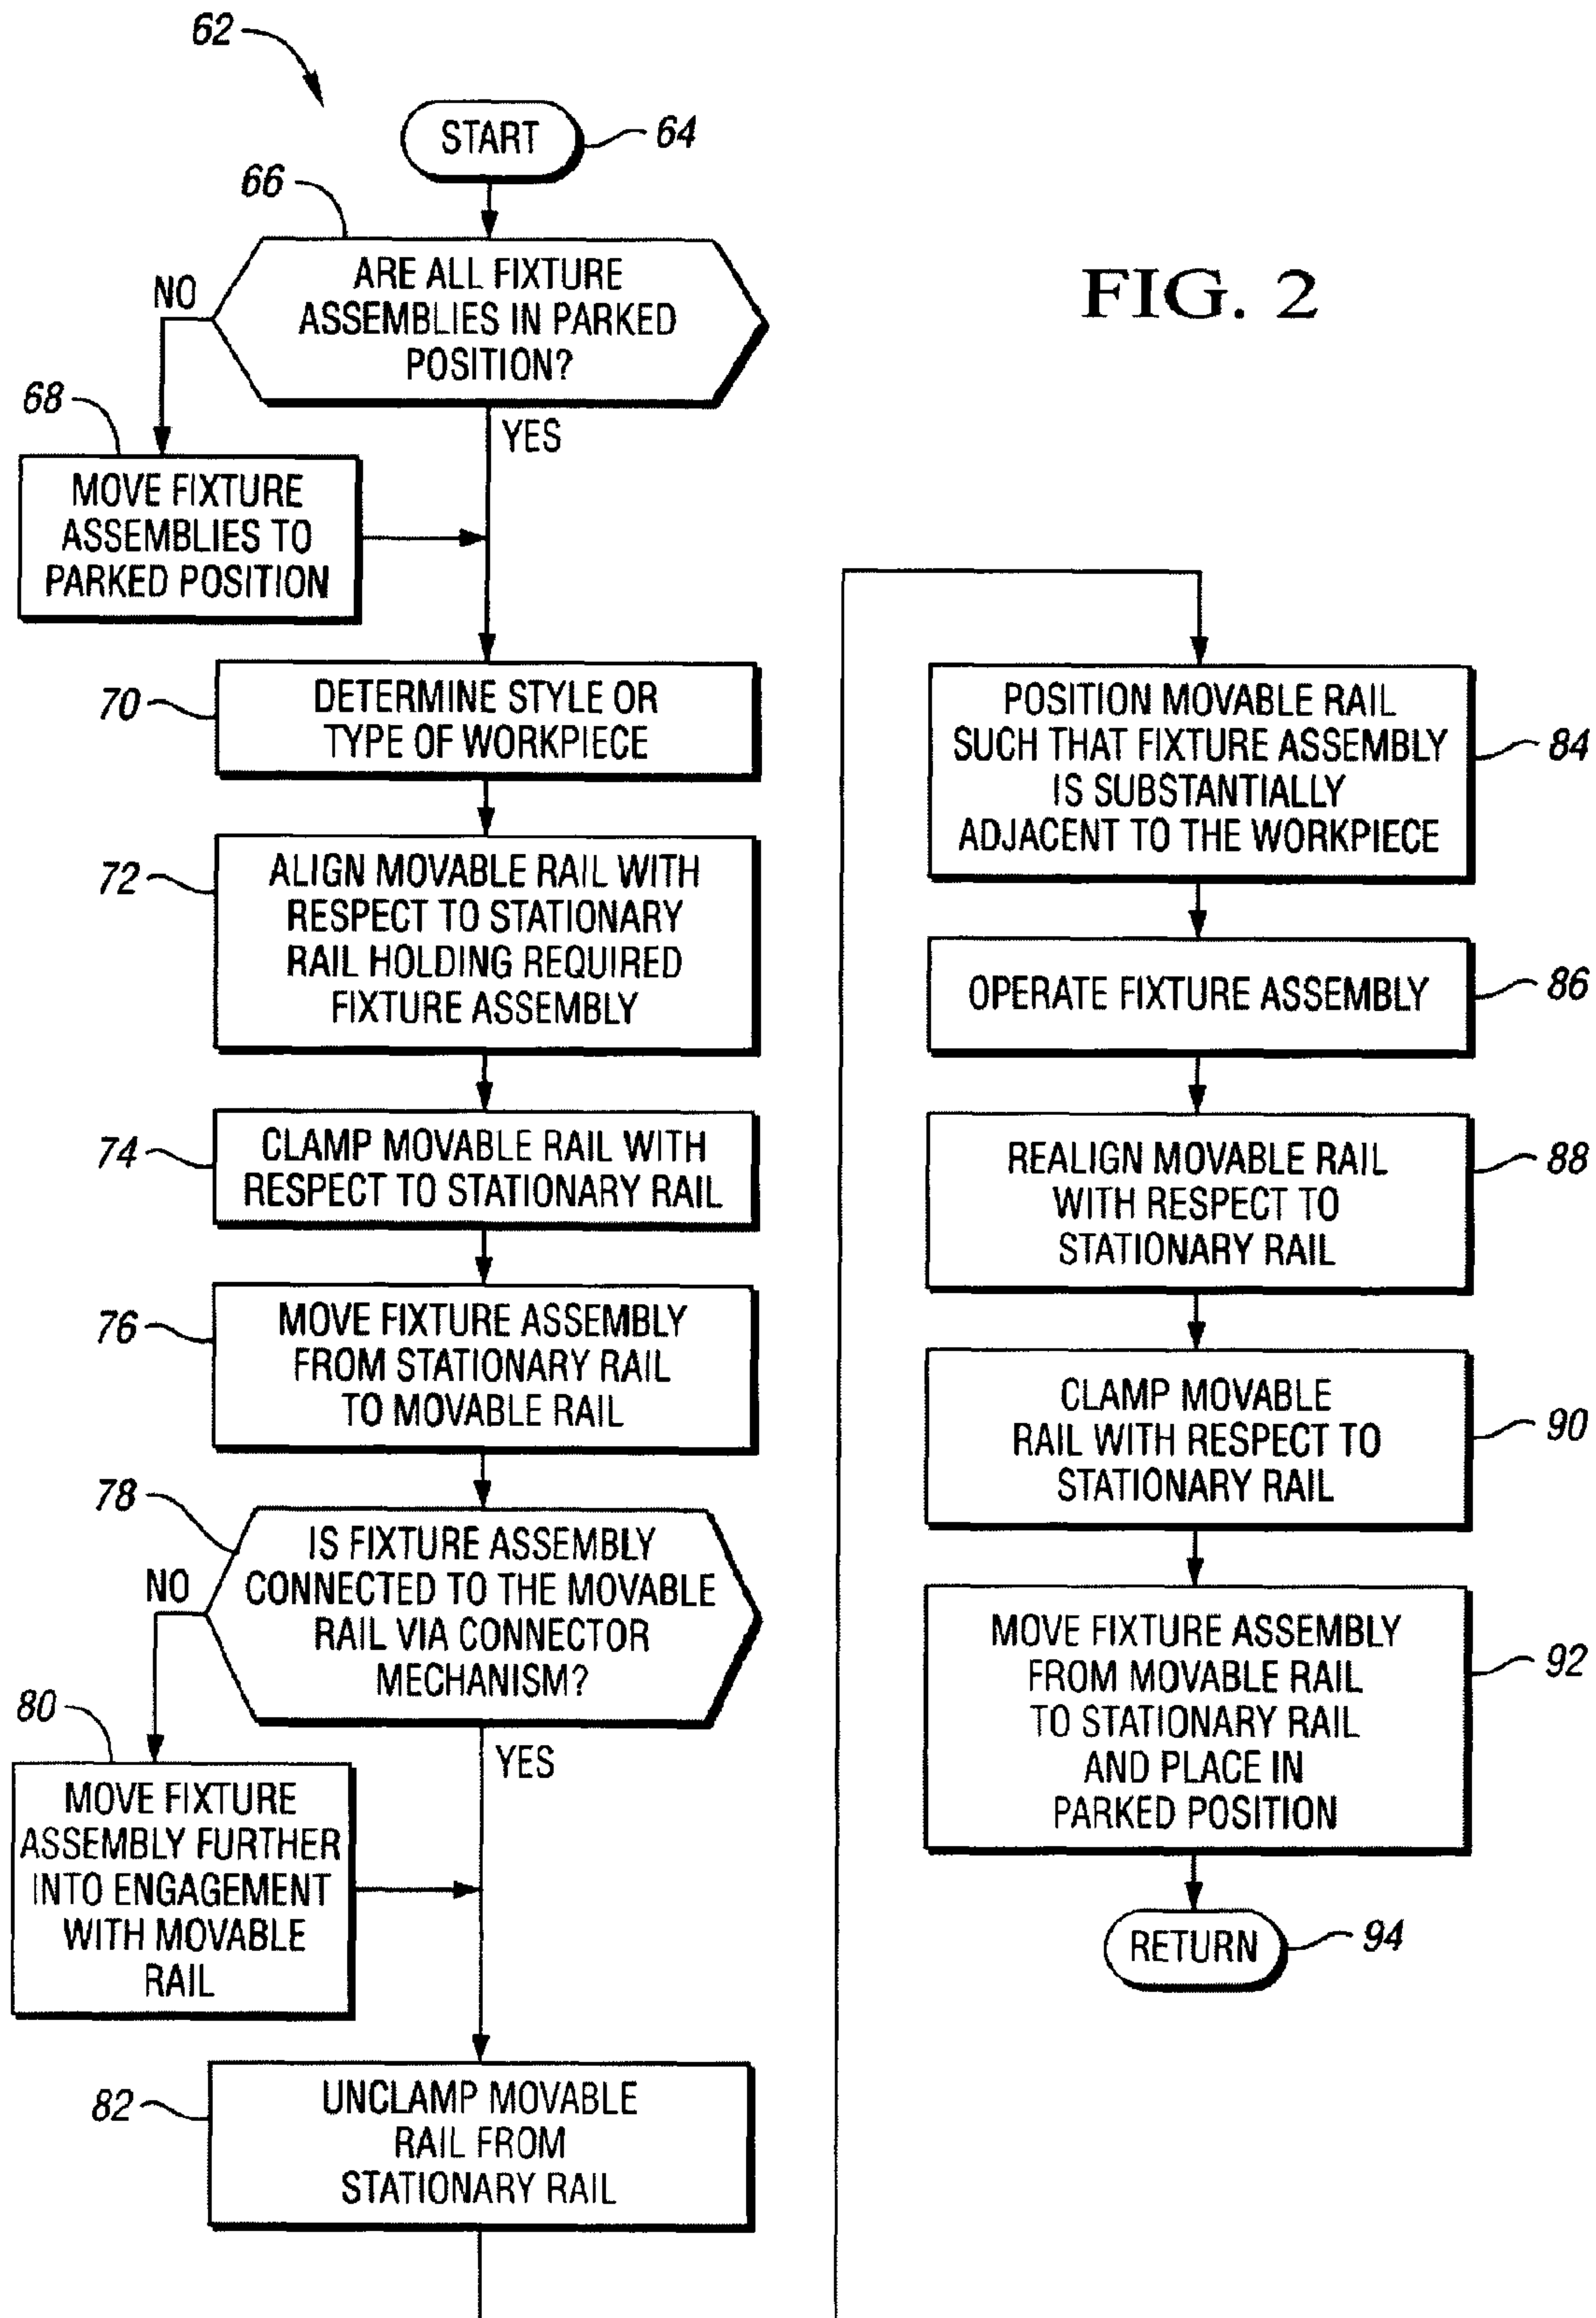 62
START
64
66
ARE ALL FIXTURE
ASSEMBLIES IN PARKED
POSITION?
NO
YES
68
MOVE FIXTURE
ASSEMBLIES TO
PARKED POSITION
70
DETERMINE STYLE OR
TYPE OF WORKPIECE
72
ALIGN MOVABLE RAIL WITH
RESPECT TO STATIONARY
RAIL HOLDING REQUIRED
FIXTURE ASSEMBLY
74
CLAMP MOVABLE RAIL WITH
RESPECT TO STATIONARY RAIL
76
MOVE FIXTURE ASSEMBLY
FROM STATIONARY RAIL
TO MOVABLE RAIL
78
IS FIXTURE ASSEMBLY
CONNECTED TO THE MOVABLE
RAIL VIA CONNECTOR
MECHANISM?
NO
YES
80
MOVE FIXTURE
ASSEMBLY FURTHER
INTO ENGAGEMENT
WITH MOVABLE
RAIL
82
UNCLAMP MOVABLE
RAIL FROM
STATIONARY RAIL
FIG. 2
POSITION MOVABLE RAIL
SUCH THAT FIXTURE ASSEMBLY
IS SUBSTANTIALLY
ADJACENT TO THE WORKPIECE
84
OPERATE FIXTURE ASSEMBLY
86
REALIGN MOVABLE RAIL
WITH RESPECT TO
STATIONARY RAIL
88
CLAMP MOVABLE
RAIL WITH RESPECT TO
STATIONARY RAIL
90
MOVE FIXTURE ASSEMBLY
FROM MOVABLE RAIL
TO STATIONARY RAIL
AND PLACE IN
PARKED POSITION
92
RETURN
94